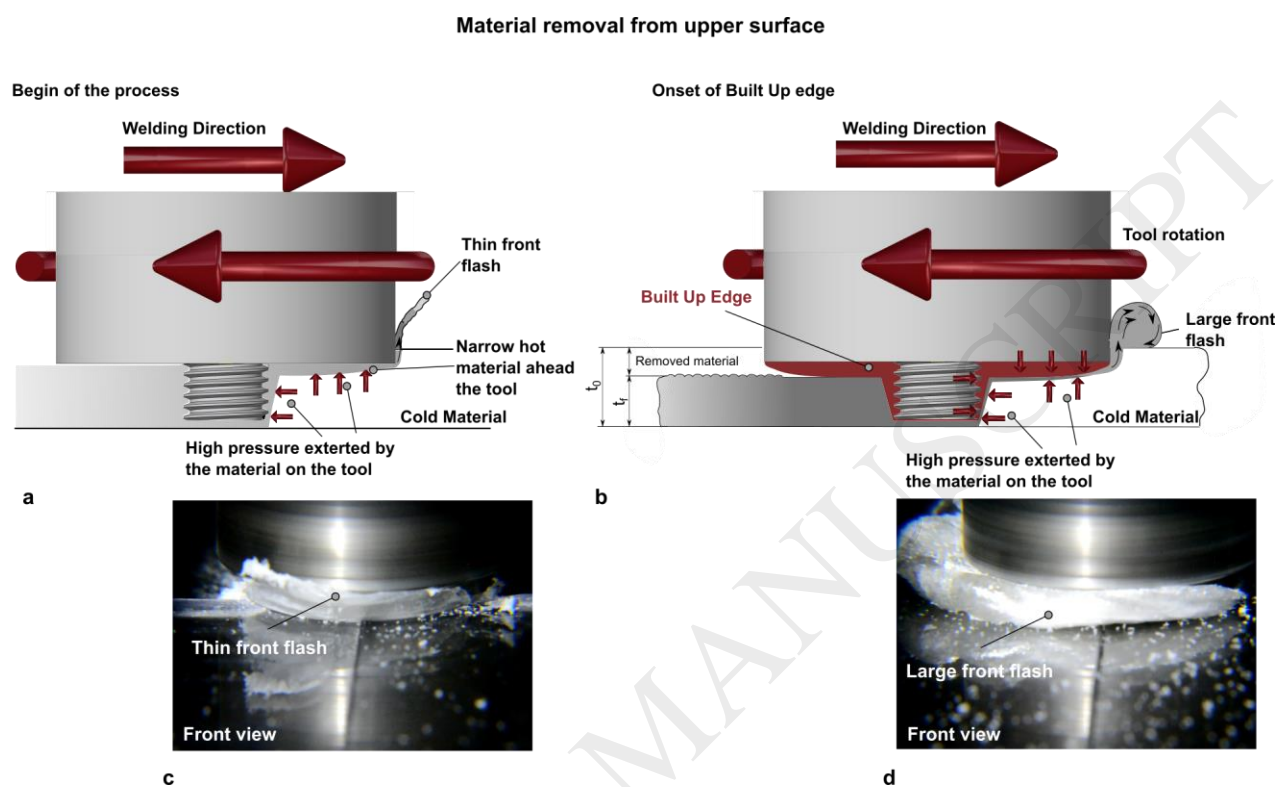 Material removal from upper surface
Begin of the process
Welding Direction
Thin front
flash
Narrow hot
material ahead
the tool
Cold Material
High pressure exterted by
the material on the tool
a
Onset of Built Up edge
Welding Direction
Tool rotation
Built Up Edge
Large front
flash
Removed material
t0
tf
Cold Material
High pressure exterted by
the material on the tool
b
Thin front flash
Front view
c
Large front flash
Front view
d
MANUSCRIPT